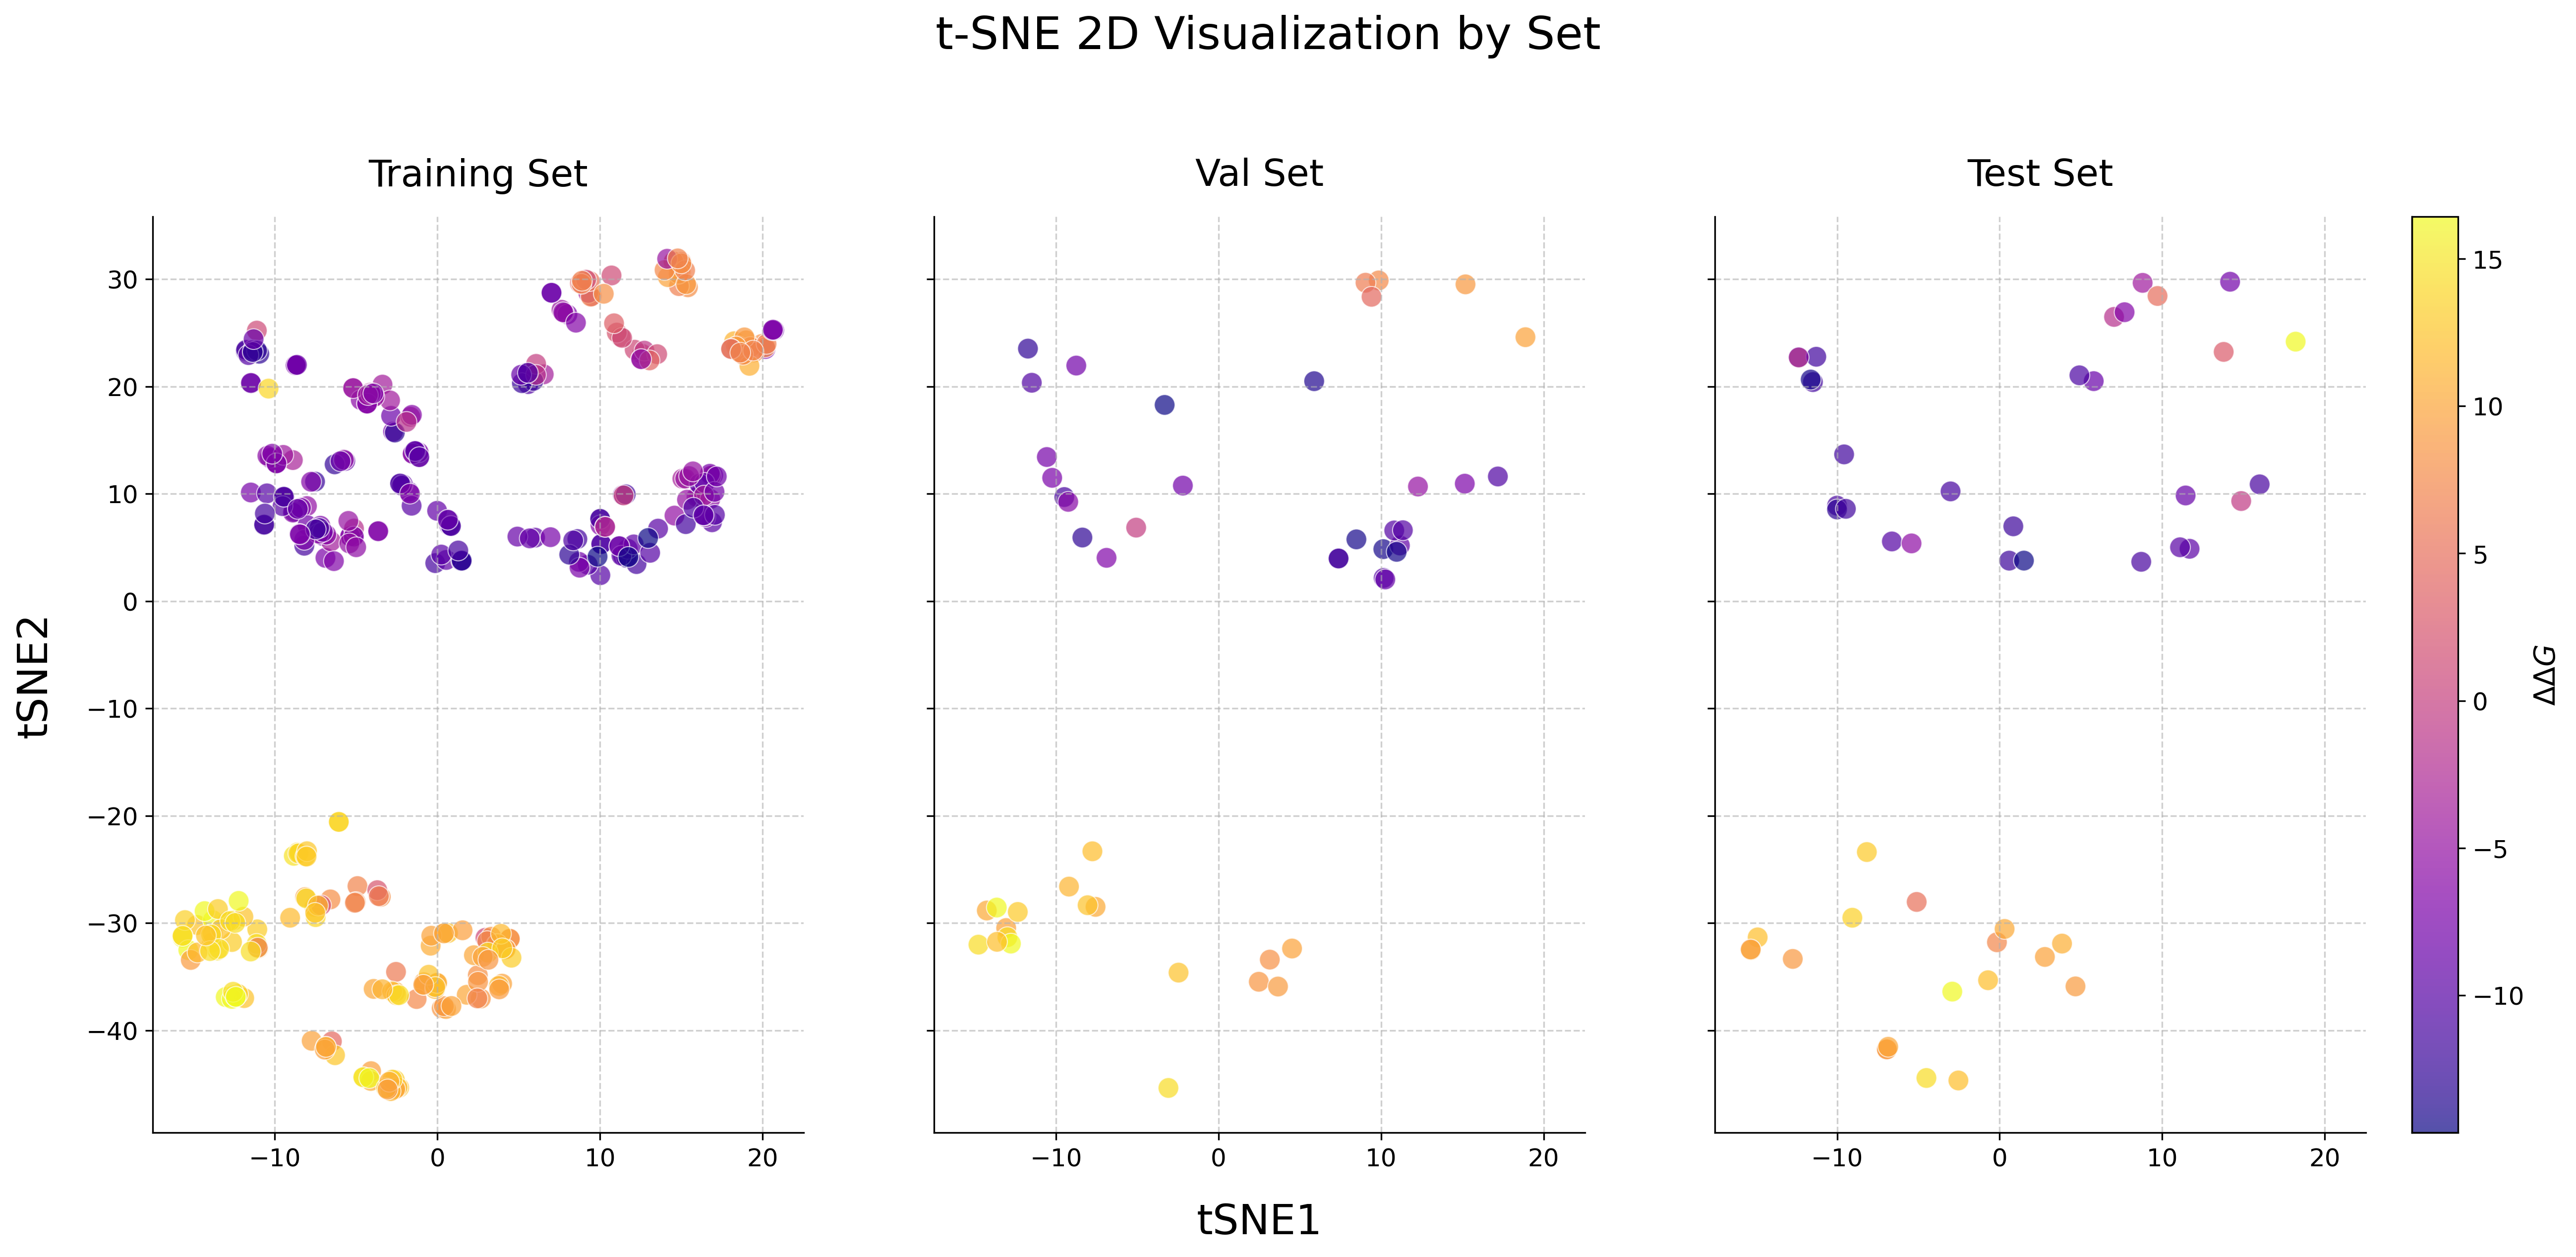 t-SNE 2D Visualization by Set
Training Set
Val Set
Test Set
tSNE2
30
20
10
0
−10
−20
−30
−40
−10 0 10 20
−10 0 10 20
−10 0 10 20
tSNE1
15
10
5
0
−5
−10
ΔΔG